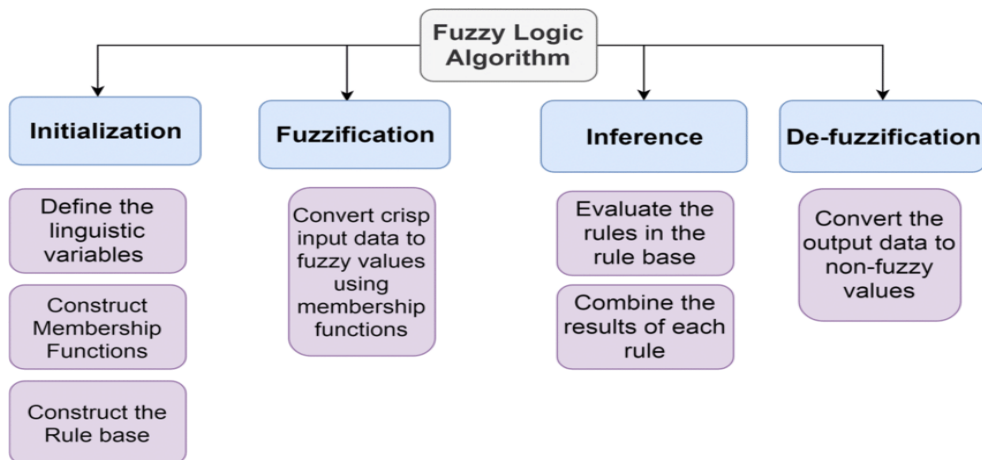 Fuzzy Logic
Algorithm
Initialization
Fuzzification
Inference
De-fuzzification
Define the
linguistic
variables
Construct
Membership
Functions
Construct the
Rule base
Convert crisp
input data to
fuzzy values
using
membership
functions
Evaluate the
rules in the
rule base
Combine the
results of each
rule
Convert the
output data to
non-fuzzy
values